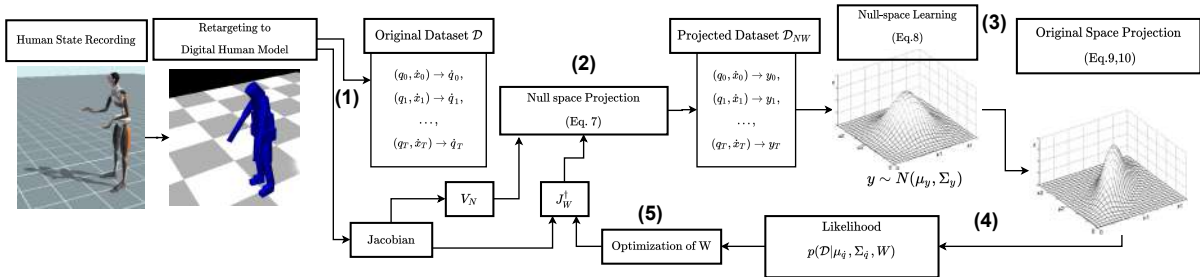 Human State Recording
Retargeting to
Digital Human Model
(1)
Original Dataset 𝒟
(q₀, ẋ₀) → q̇₀,
(q₁, ẋ₁) → q̇₁,
…,
(q_T, ẋ_T) → q̇_T
(2)
Null space Projection
(Eq. 7)
Projected Dataset 𝒟_NW
(q₀, ẋ₀) → y₀,
(q₁, ẋ₁) → y₁,
…,
(q_T, ẋ_T) → y_T
Null-space Learning
(Eq.8)
(3)
y ∼ N(μ_y, Σ_y)
Original Space Projection
(Eq.9,10)
(4)
Likelihood
p(𝒟|μ_q̇, Σ_q̇, W)
(5)
Optimization of W
J_W^†
V_N
Jacobian